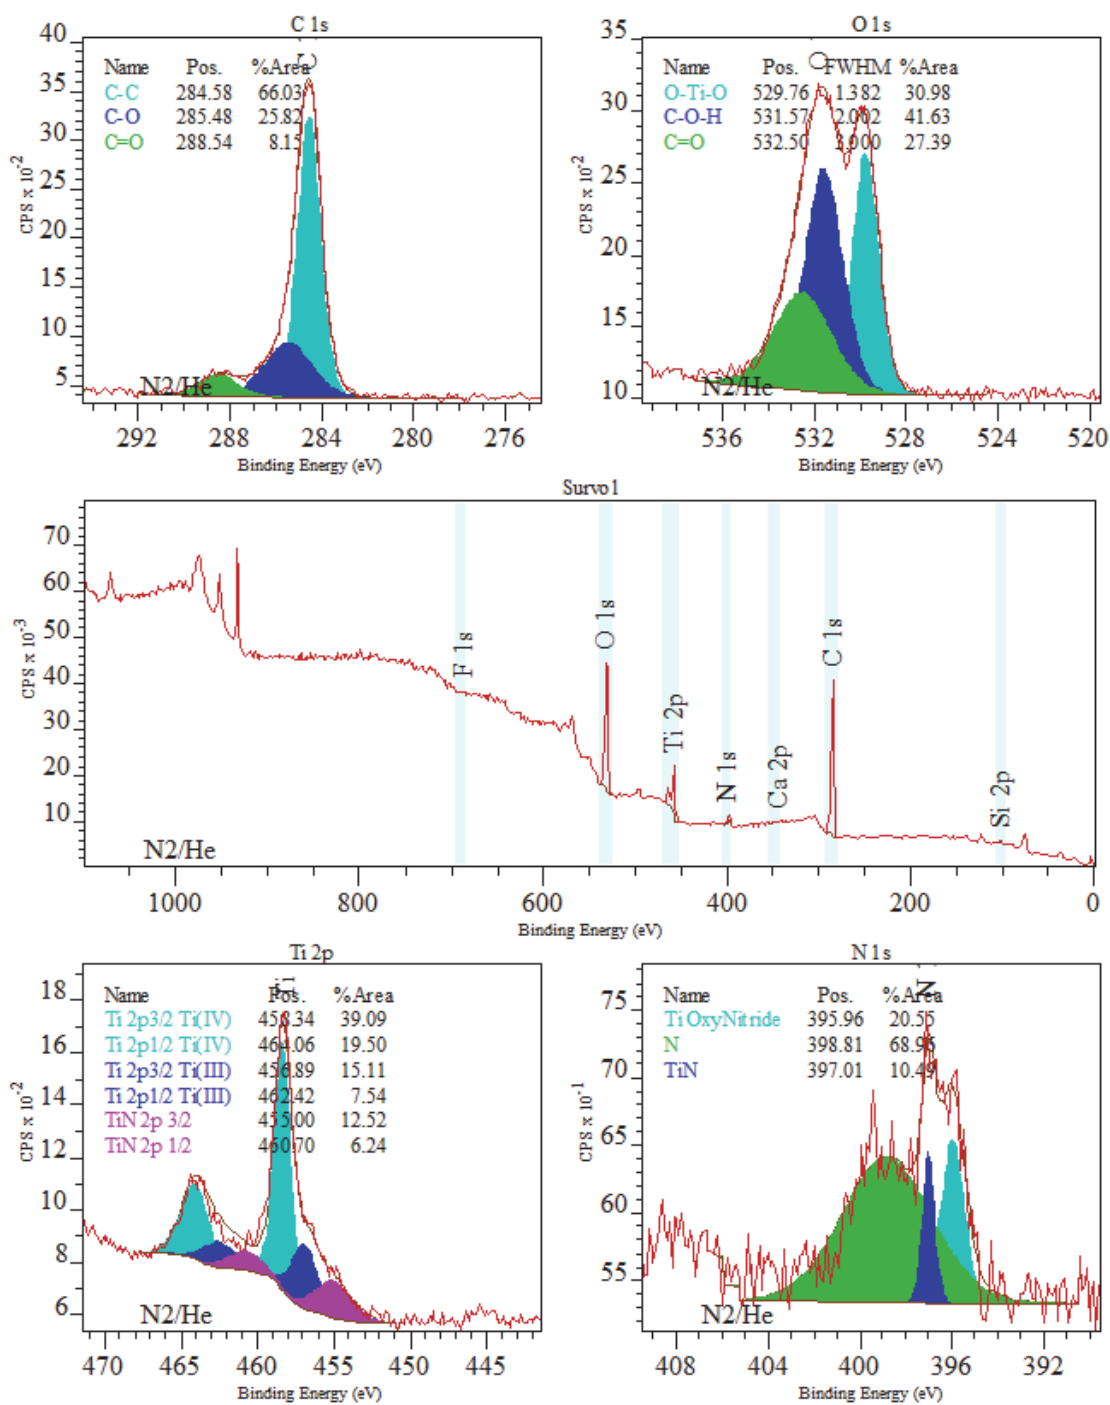 C 1s
40
35
30
25
20
15
10
5
CPS x 10-2
C
Name Pos. %Area
C-C 284.58 66.03
C-O 285.48 25.82
C=O 288.54 8.15
N2/He
292 288 284 280 276
Binding Energy (eV)
O 1s
35
30
25
20
15
10
CPS x 10-2
O
Name Pos. FWHM %Area
O-Ti-O 529.76 1.382 30.98
C-O-H 531.57 2.002 41.63
C=O 532.50 3.000 27.39
N2/He
536 532 528 524 520
Binding Energy (eV)
Survo1
70
60
50
40
30
20
10
CPS x 10-3
F 1s
O 1s
Ti 2p
N 1s
Ca 2p
C 1s
Si 2p
N2/He
1000 800 600 400 200 0
Binding Energy (eV)
Ti 2p
18
16
14
12
10
8
6
CPS x 10-2
Ti
Name Pos. %Area
Ti 2p3/2 Ti(IV) 458.34 39.09
Ti 2p1/2 Ti(IV) 464.06 19.50
Ti 2p3/2 Ti(III) 456.89 15.11
Ti 2p1/2 Ti(III) 462.42 7.54
TiN 2p 3/2 455.00 12.52
TiN 2p 1/2 460.70 6.24
N2/He
470 465 460 455 450 445
Binding Energy (eV)
N 1s
75
70
65
60
55
CPS x 10-1
N
Name Pos. %Area
Ti OxyNitride 395.96 20.55
N 398.81 68.96
TiN 397.01 10.49
N2/He
408 404 400 396 392
Binding Energy (eV)